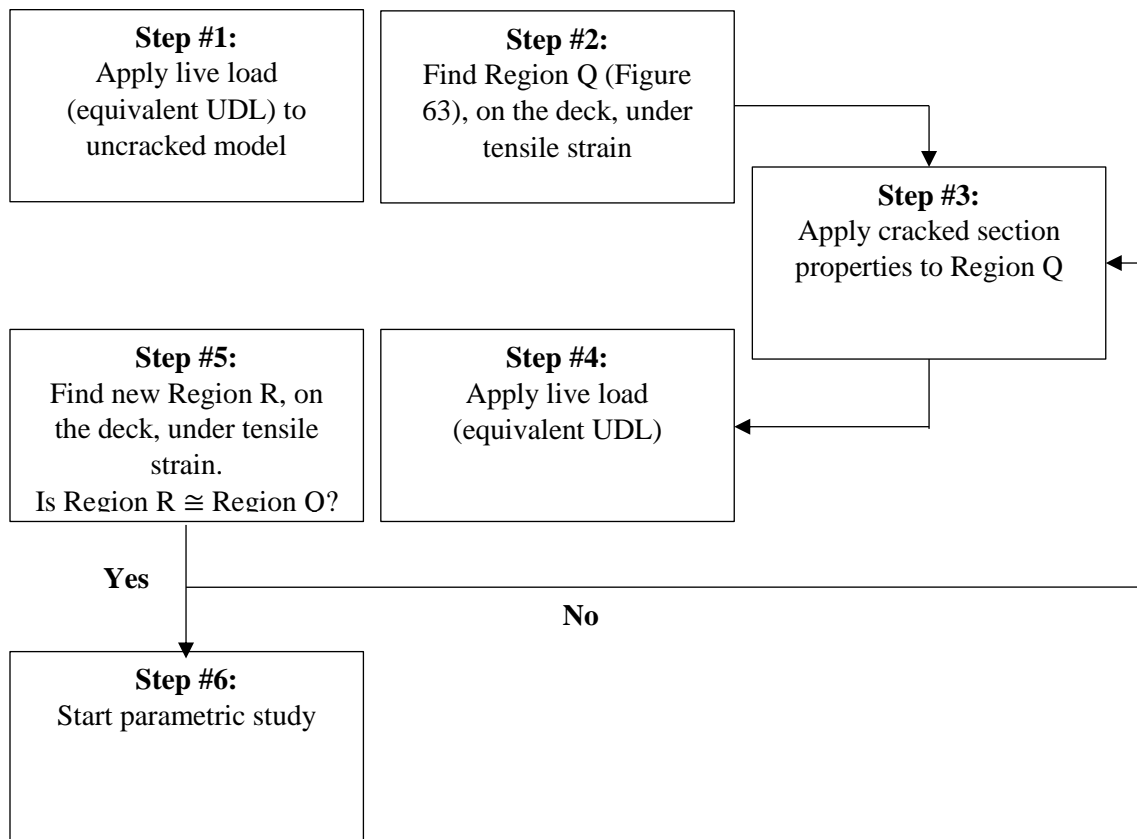 Step #1:
Apply live load
(equivalent UDL) to
uncracked model
Step #2:
Find Region Q (Figure
63), on the deck, under
tensile strain
Step #3:
Apply cracked section
properties to Region Q
Step #5:
Find new Region R, on
the deck, under tensile
strain.
Is Region R ≅ Region Q?
Step #4:
Apply live load
(equivalent UDL)
Yes
No
Step #6:
Start parametric study